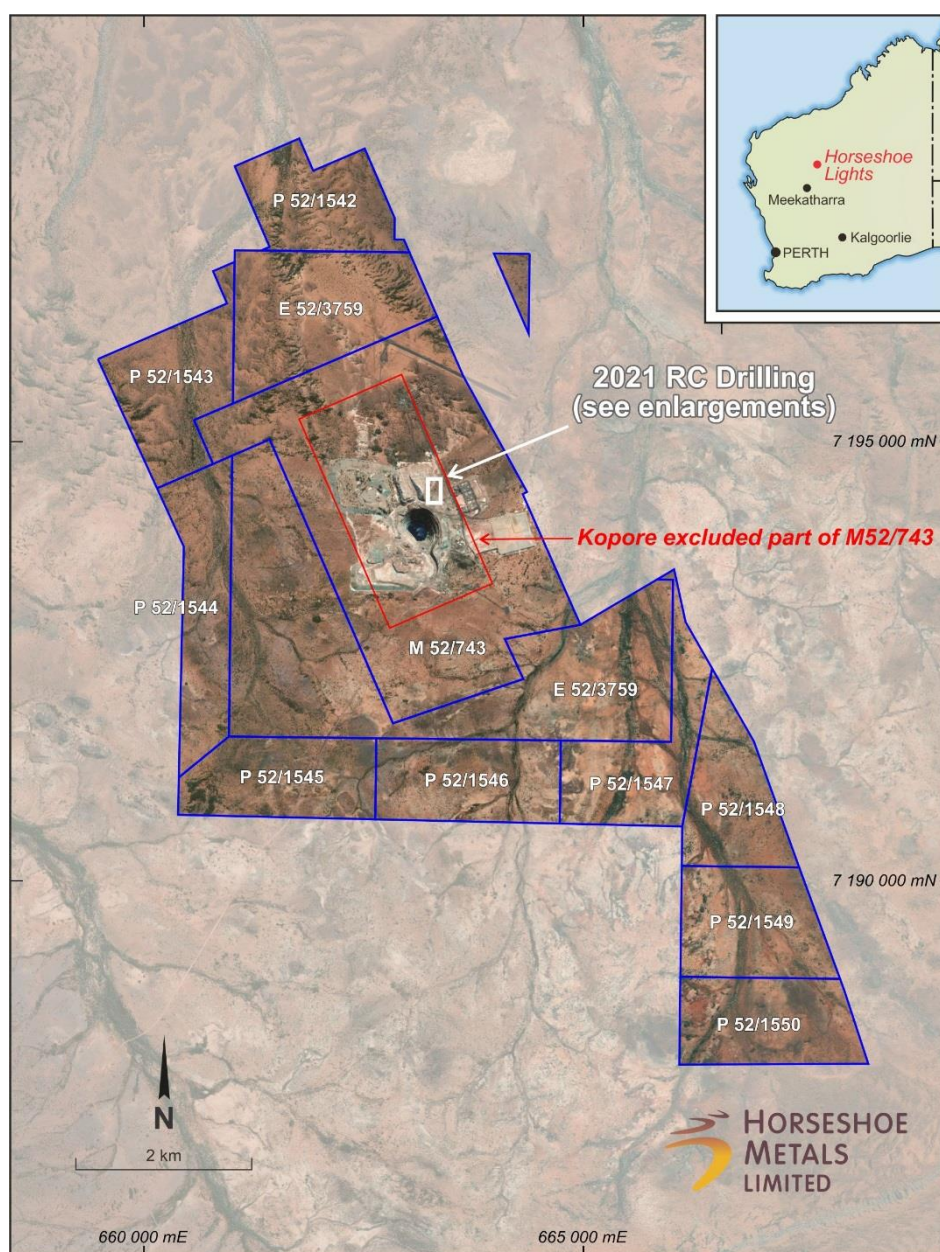 Horseshoe
Lights
Meekatharra
Kalgoorlie
PERTH
P 52/1542
E 52/3759
P 52/1543
2021 RC Drilling
(see enlargements)
7 195 000 mN
Kopore excluded part of M52/743
P 52/1544
M 52/743
E 52/3759
P 52/1545
P 52/1546
P 52/1547
P 52/1548
7 190 000 mN
P 52/1549
P 52/1550
N
2 km
HORSESHOE
METALS
LIMITED
660 000 mE
665 000 mE